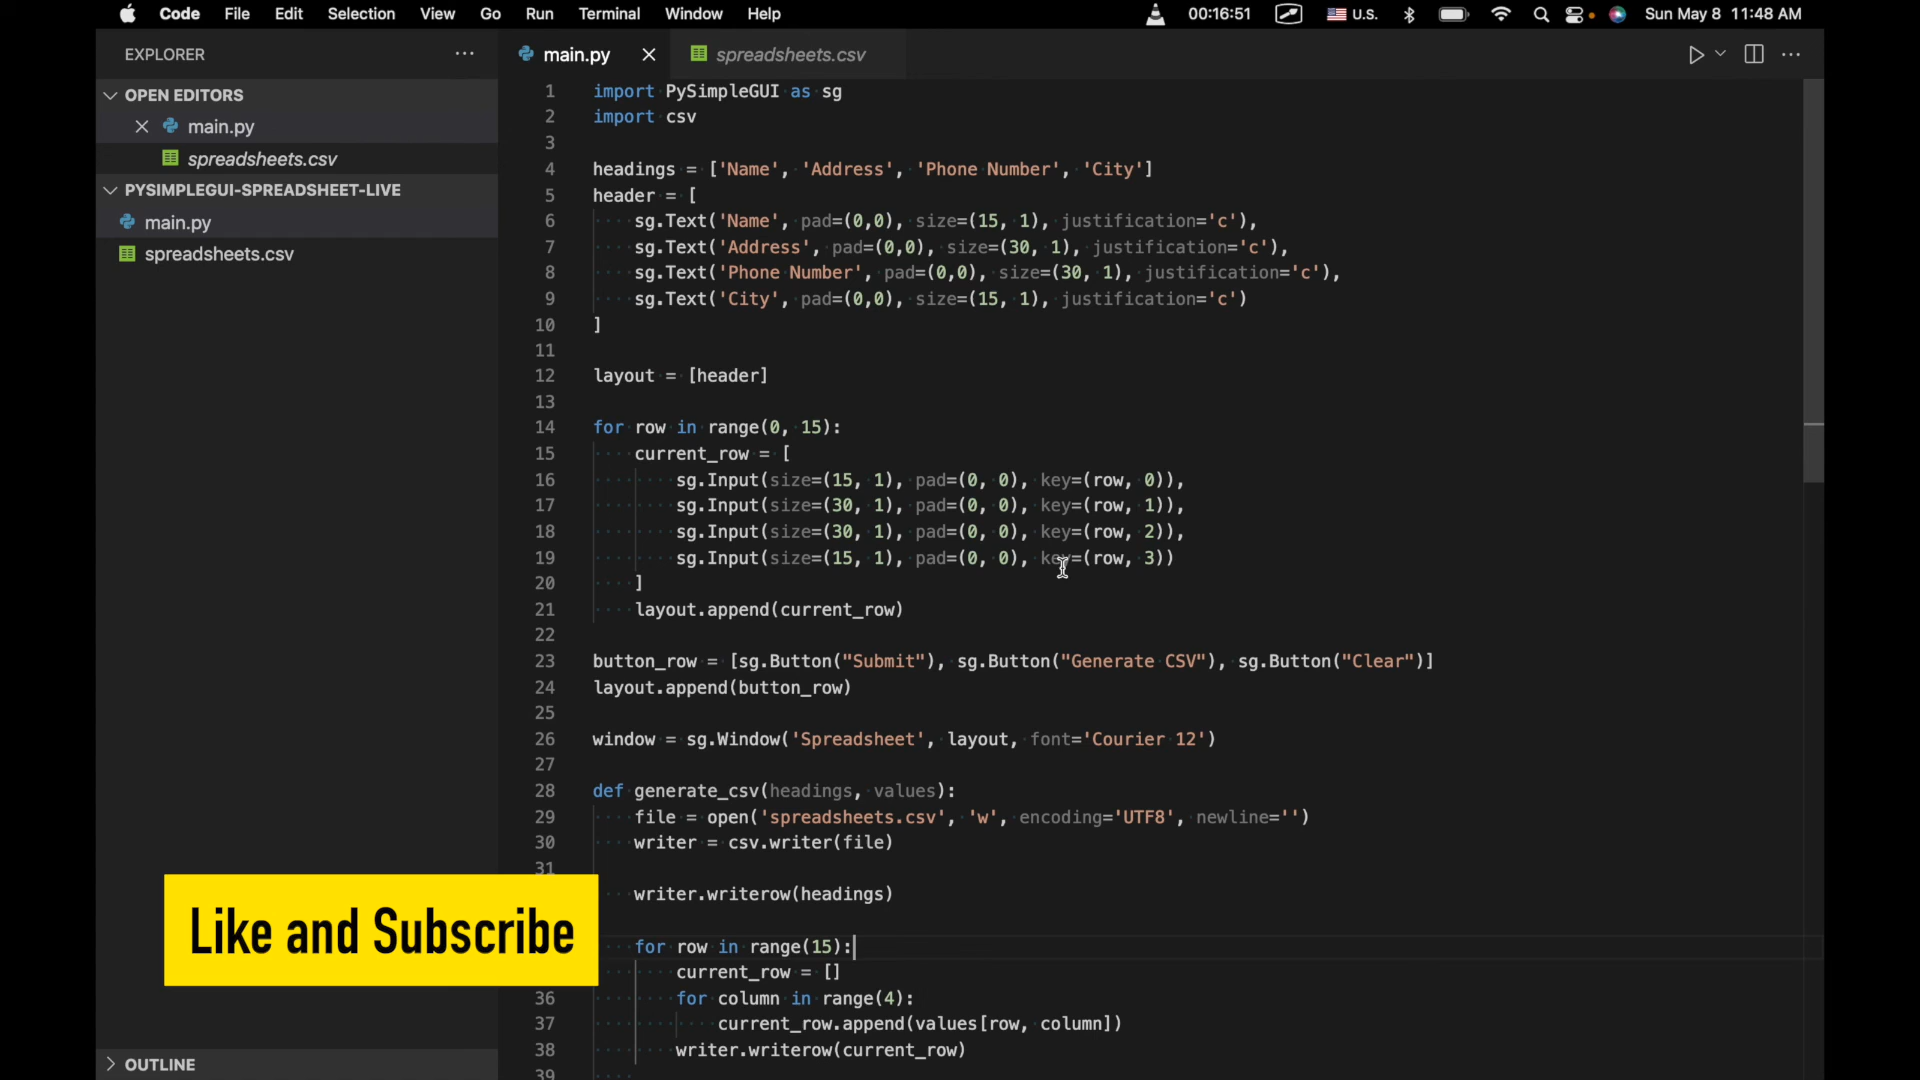 Code File Edit Selection View Go Run Terminal Window Help 00:16:51 U.S. Sun May 8 11:48 AM
EXPLORER ···
main.py
spreadsheets.csv
OPEN EDITORS
main.py
spreadsheets.csv
PYSIMPLEGUI-SPREADSHEET-LIVE
main.py
spreadsheets.csv
OUTLINE
1 import PySimpleGUI as sg
2 import csv
3
4 headings = ['Name', 'Address', 'Phone Number', 'City']
5 header = [
6 sg.Text('Name', pad=(0,0), size=(15, 1), justification='c'),
7 sg.Text('Address', pad=(0,0), size=(30, 1), justification='c'),
8 sg.Text('Phone Number', pad=(0,0), size=(30, 1), justification='c'),
9 sg.Text('City', pad=(0,0), size=(15, 1), justification='c')
10 ]
11
12 layout = [header]
13
14 for row in range(0, 15):
15 current_row = [
16 sg.Input(size=(15, 1), pad=(0, 0), key=(row, 0)),
17 sg.Input(size=(30, 1), pad=(0, 0), key=(row, 1)),
18 sg.Input(size=(30, 1), pad=(0, 0), key=(row, 2)),
19 sg.Input(size=(15, 1), pad=(0, 0), key=(row, 3))
20 ]
21 layout.append(current_row)
22
23 button_row = [sg.Button("Submit"), sg.Button("Generate CSV"), sg.Button("Clear")]
24 layout.append(button_row)
25
26 window = sg.Window('Spreadsheet', layout, font='Courier 12')
27
28 def generate_csv(headings, values):
29 file = open('spreadsheets.csv', 'w', encoding='UTF8', newline='')
30 writer = csv.writer(file)
31
writer.writerow(headings)
for row in range(15):
current_row = []
36 for column in range(4):
37 current_row.append(values[row, column])
38 writer.writerow(current_row)
39
Like and Subscribe